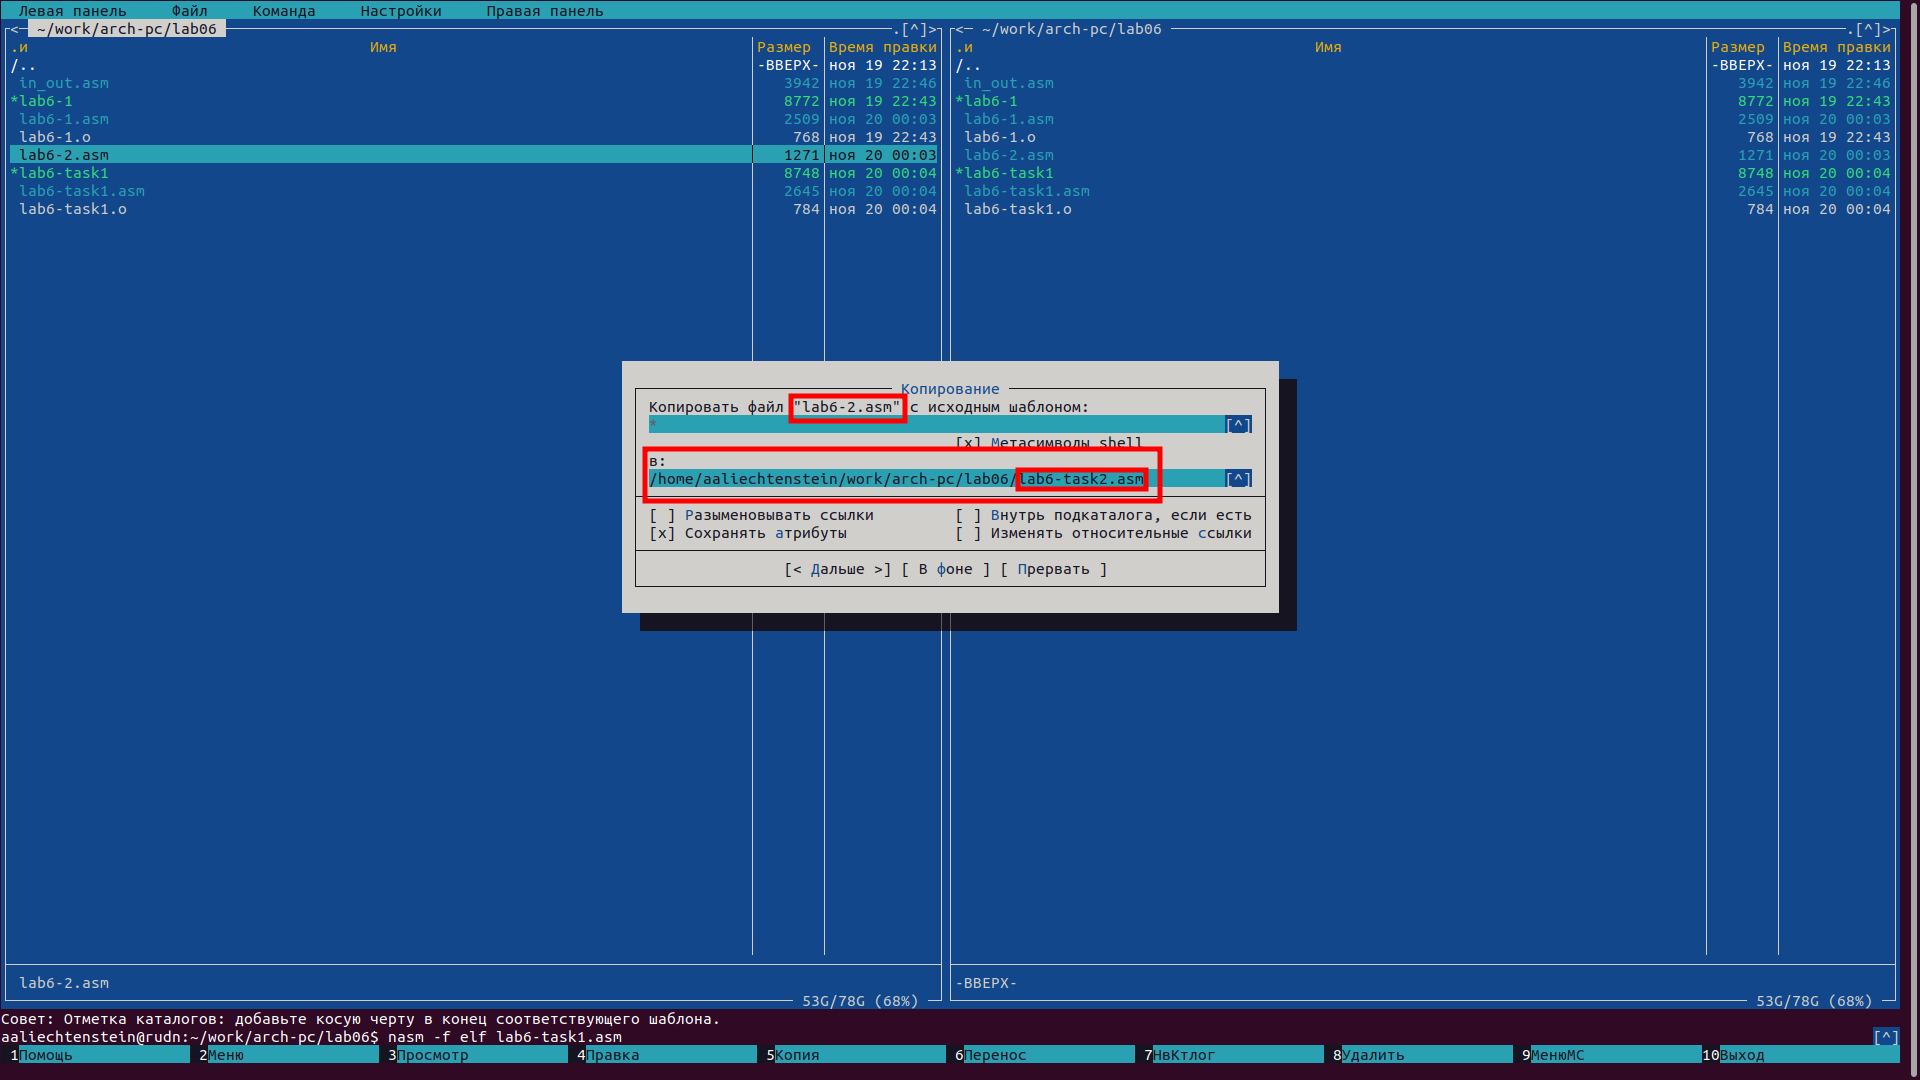 Левая панель Файл Команда Настройки Правая панель
<─ ~/work/arch-pc/lab06 ─.[^]>
.и Имя Размер Время правки
/.. -ВВЕРХ- ноя 19 22:13
in_out.asm 3942 ноя 19 22:46
*lab6-1 8772 ноя 19 22:43
lab6-1.asm 2509 ноя 20 00:03
lab6-1.o 768 ноя 19 22:43
lab6-2.asm 1271 ноя 20 00:03
*lab6-task1 8748 ноя 20 00:04
lab6-task1.asm 2645 ноя 20 00:04
lab6-task1.o 784 ноя 20 00:04
lab6-2.asm
53G/78G (68%)
<─ ~/work/arch-pc/lab06 ─.[^]>
.и Имя Размер Время правки
/.. -ВВЕРХ- ноя 19 22:13
in_out.asm 3942 ноя 19 22:46
*lab6-1 8772 ноя 19 22:43
lab6-1.asm 2509 ноя 20 00:03
lab6-1.o 768 ноя 19 22:43
lab6-2.asm 1271 ноя 20 00:03
*lab6-task1 8748 ноя 20 00:04
lab6-task1.asm 2645 ноя 20 00:04
lab6-task1.o 784 ноя 20 00:04
-ВВЕРХ-
53G/78G (68%)
Копирование
Копировать файл "lab6-2.asm" с исходным шаблоном:
* [^]
[x] Метасимволы shell
в:
/home/aaliechtenstein/work/arch-pc/lab06/lab6-task2.asm [^]
[ ] Разыменовывать ссылки [ ] Внутрь подкаталога, если есть
[x] Сохранять атрибуты [ ] Изменять относительные ссылки
[< Дальше >] [ В фоне ] [ Прервать ]
Совет: Отметка каталогов: добавьте косую черту в конец соответствующего шаблона.
aaliechtenstein@rudn:~/work/arch-pc/lab06$ nasm -f elf lab6-task1.asm [^]
1Помощь 2Меню 3Просмотр 4Правка 5Копия 6Перенос 7НвКтлог 8Удалить 9МенюMC 10Выход